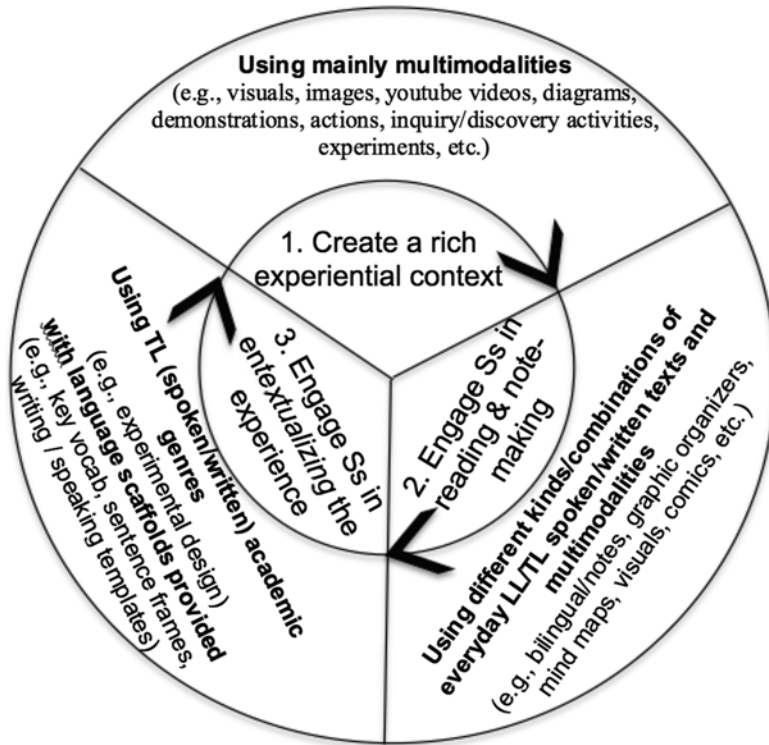 Using mainly multimodalities
(e.g., visuals, images, youtube videos, diagrams,
demonstrations, actions, inquiry/discovery activities,
experiments, etc.)
1. Create a rich
experiential context
2. Engage Ss in
reading & note-
making
Using different kinds/combinations of
everyday LL/TL spoken/written texts and
multimodalities
(e.g., bilingual/notes, graphic organizers,
mind maps, visuals, comics, etc.)
3. Engage Ss in
entextualizing the
experience
Using TL (spoken/written) academic
genres
(e.g., experimental design)
with language scaffolds provided
(e.g., key vocab, sentence frames,
writing / speaking templates)